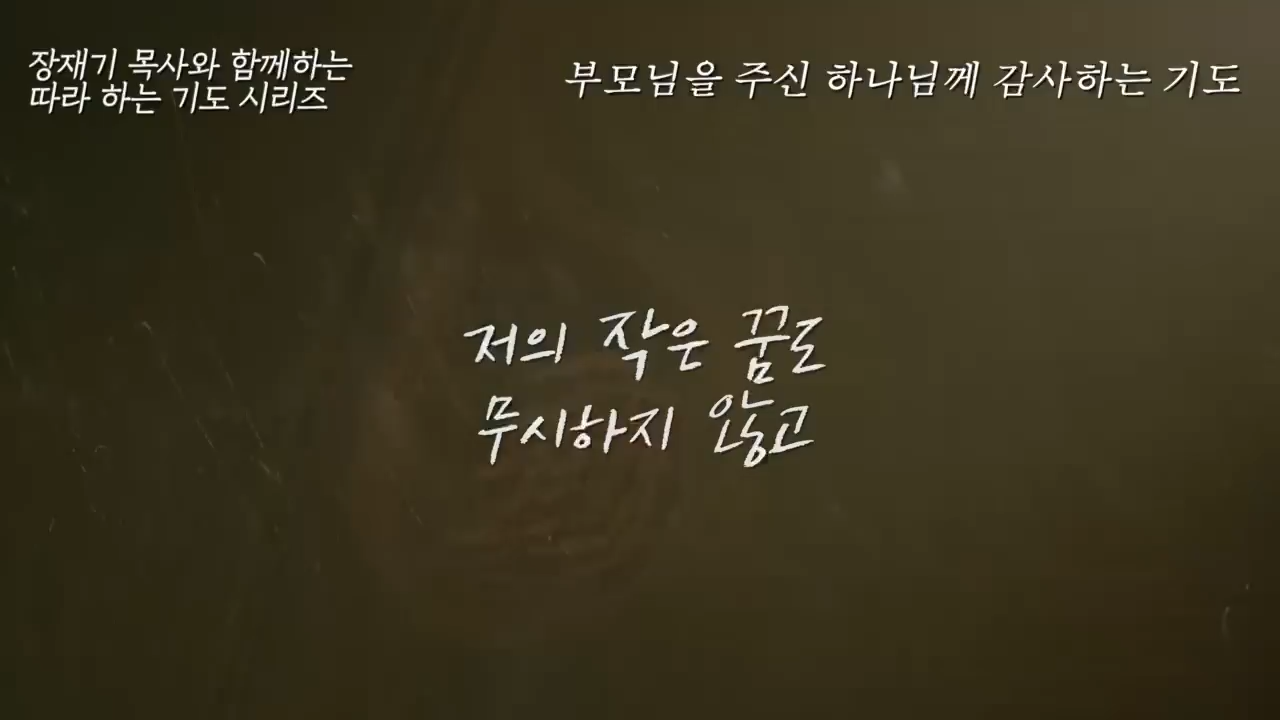 장재기 목사와 함께하는
따라 하는 기도 시리즈
부모님을 주신 하나님께 감사하는 기도
저의 작은 꿈도
무시하지 않고